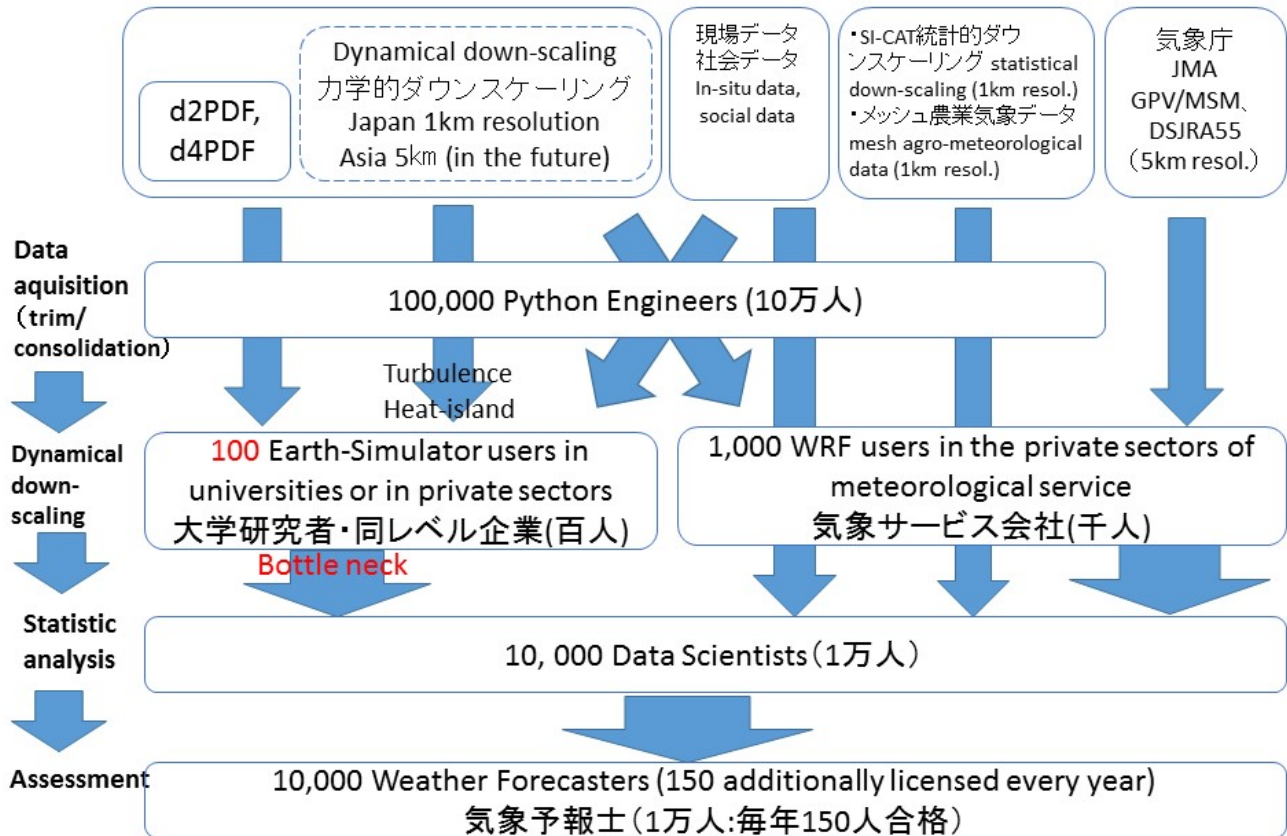 d2PDF,
d4PDF
Dynamical down-scaling
力学的ダウンスケーリング
Japan 1km resolution
Asia 5㎞ (in the future)
現場データ
社会データ
In-situ data,
social data
・SI-CAT統計的ダウ
ンスケーリング statistical
down-scaling (1km resol.)
・メッシュ農業気象データ
mesh agro-meteorological
data (1km resol.)
気象庁
JMA
GPV/MSM、
DSJRA55
（5km resol.）
Data
aquisition
（trim/
consolidation）
100,000 Python Engineers (10万人)
Turbulence
Heat-island
Dynamical
down-
scaling
100 Earth-Simulator users in
universities or in private sectors
大学研究者・同レベル企業(百人)
Bottle neck
1,000 WRF users in the private sectors of
meteorological service
気象サービス会社(千人)
Statistic
analysis
10, 000 Data Scientists（1万人）
Assessment
10,000 Weather Forecasters (150 additionally licensed every year)
気象予報士（1万人:毎年150人合格）